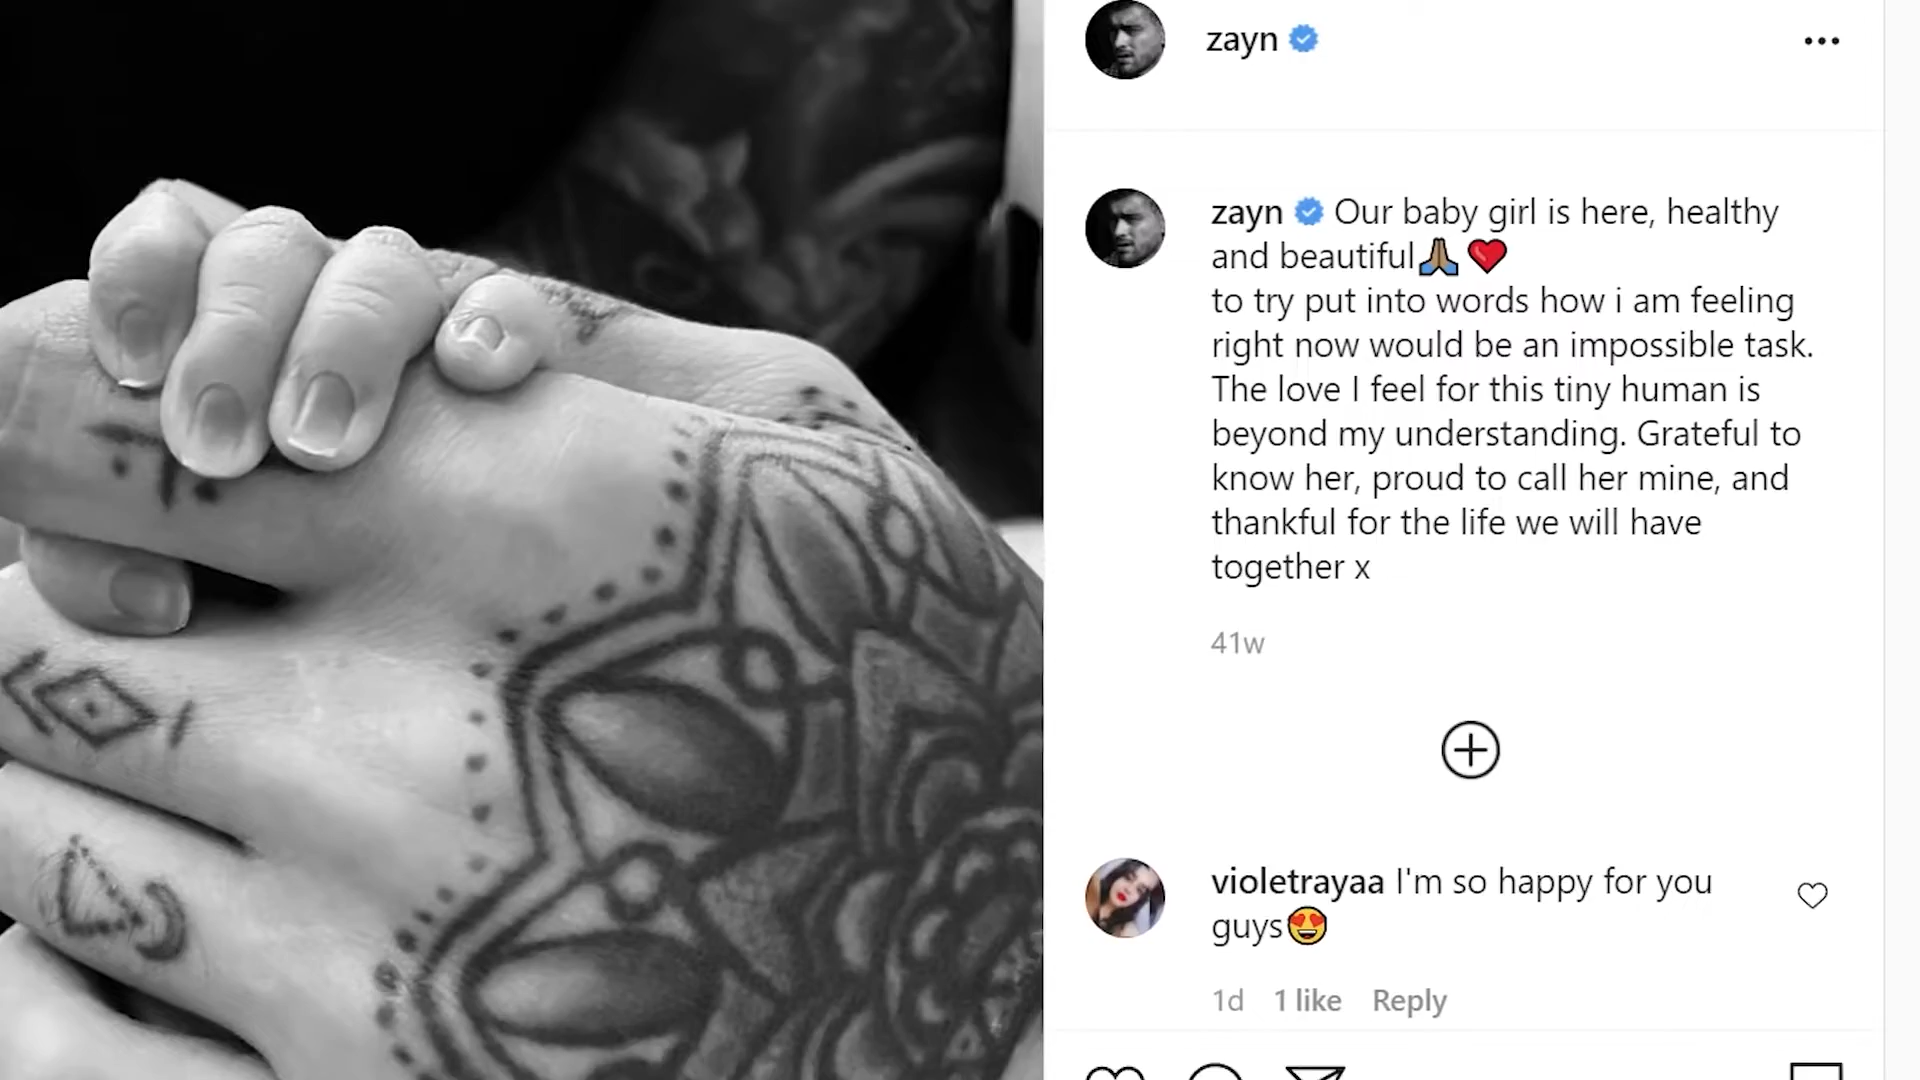 zayn
zayn Our baby girl is here, healthy
and beautiful🙏🏽❤️
to try put into words how i am feeling
right now would be an impossible task.
The love I feel for this tiny human is
beyond my understanding. Grateful to
know her, proud to call her mine, and
thankful for the life we will have
together x
41w
violetrayaa I'm so happy for you
guys😍
1d 1 like Reply